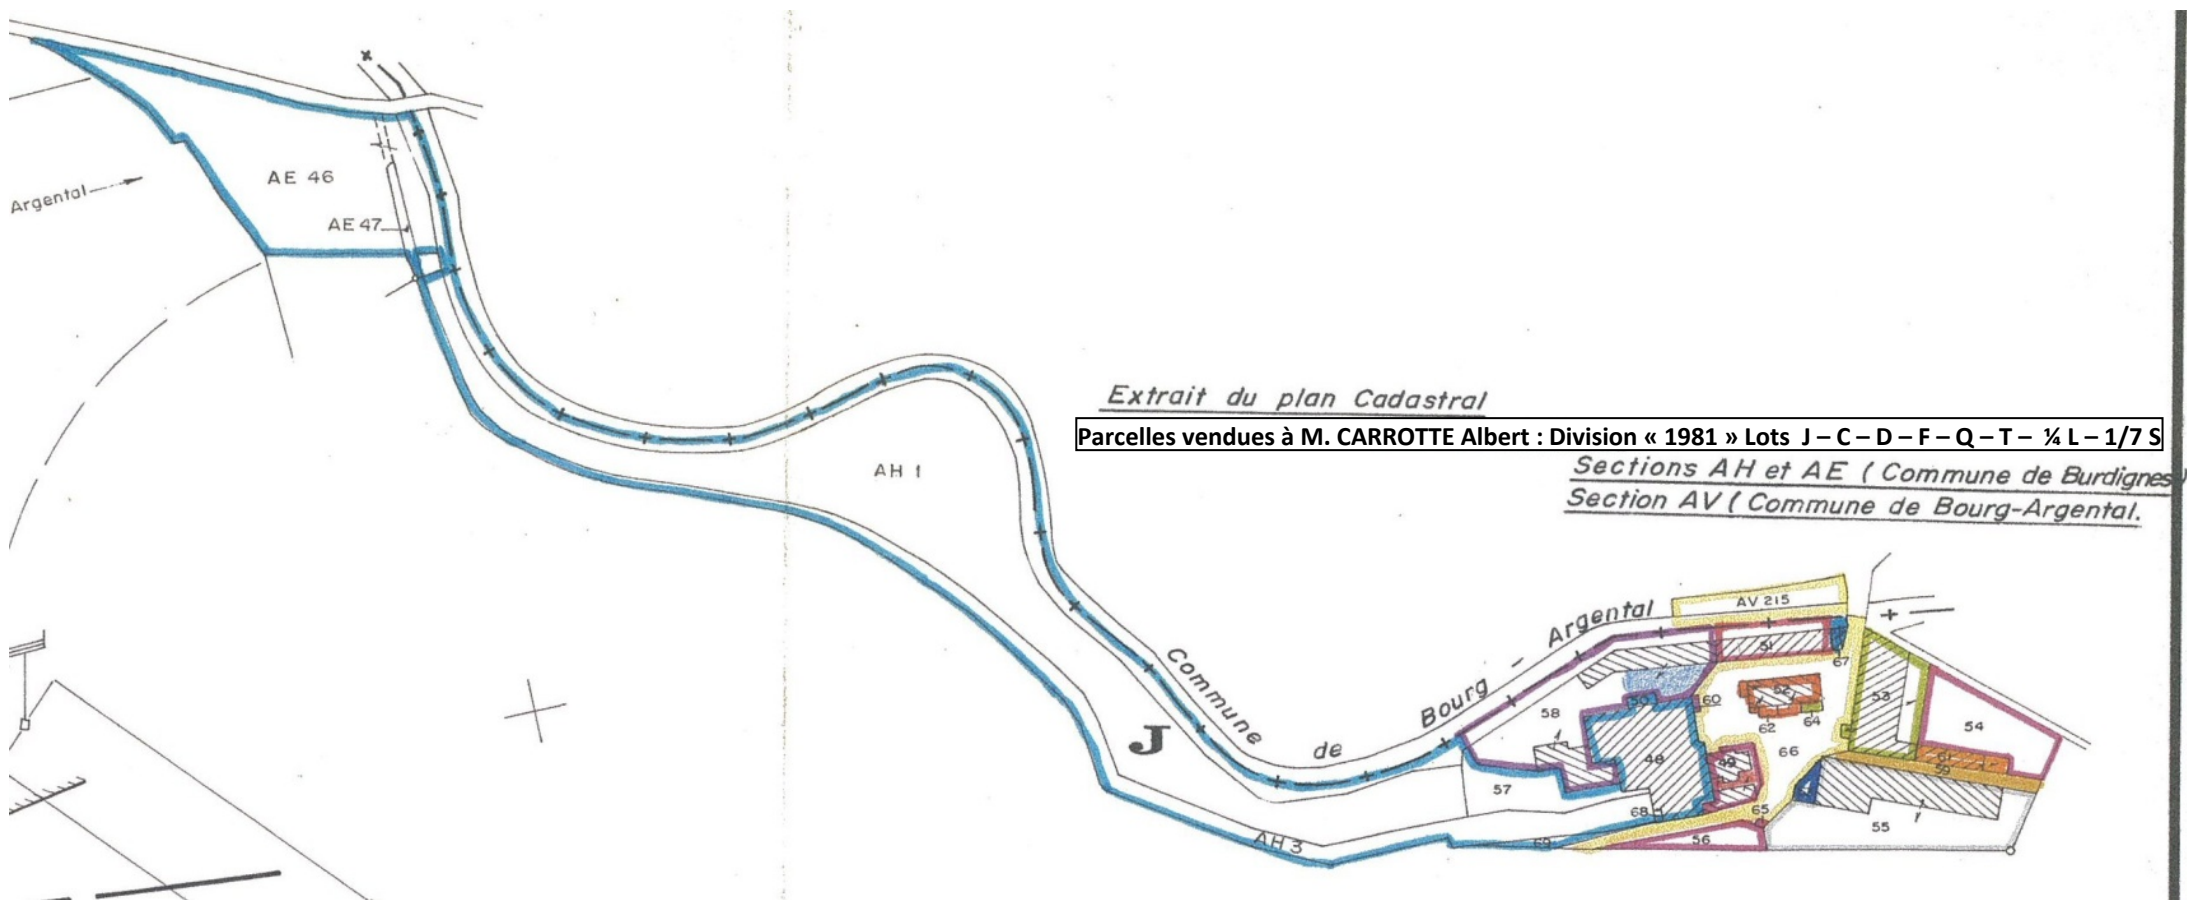 AE 46
Argental
AE 47
Extrait du plan Cadastral
Parcelles vendues à M. CARROTTE Albert : Division « 1981 » Lots J – C – D – F – Q – T – ¼ L – 1/7 S
Sections AH et AE ( Commune de Burdignes)
Section AV ( Commune de Bourg-Argental.
AH 1
J
AH 3
Commune de Bourg - Argental
AV 215
51
67
53
54
52
60
50
58
62
64
66
61
59
48
49
57
68
65
55
56
69